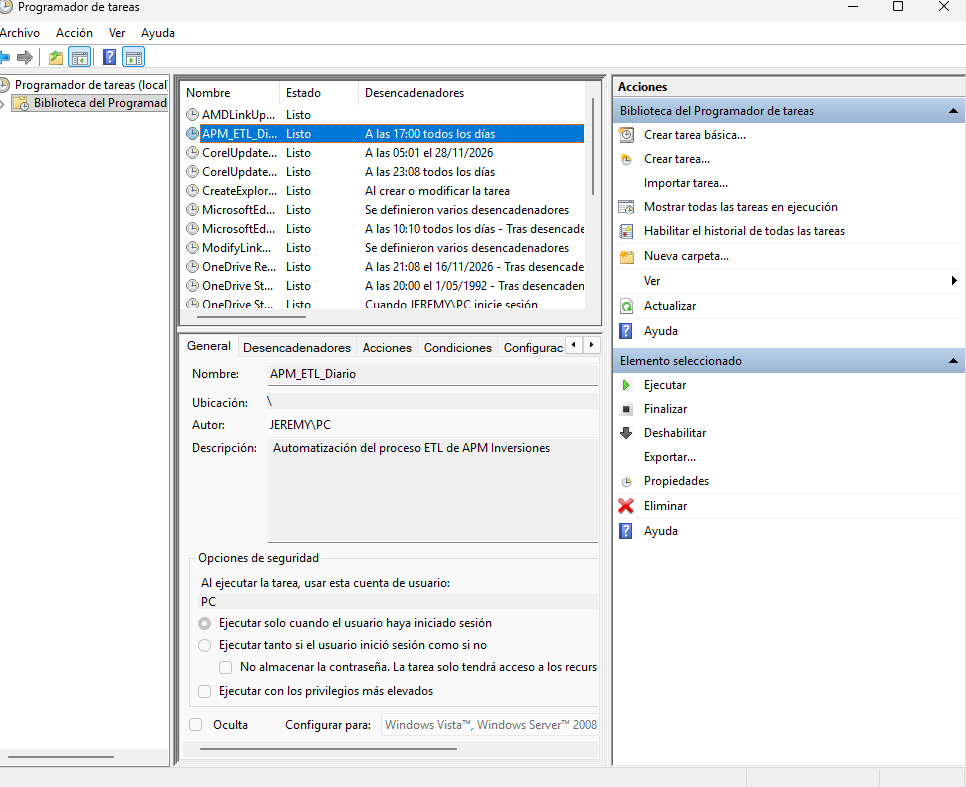 Programador de tareas
Archivo Acción Ver Ayuda
Programador de tareas (local
Biblioteca del Programad
Nombre Estado Desencadenadores
AMDLinkUp... Listo
APM_ETL_Di... Listo A las 17:00 todos los días
CorelUpdate... Listo A las 05:01 el 28/11/2026
CorelUpdate... Listo A las 23:08 todos los días
CreateExplor... Listo Al crear o modificar la tarea
MicrosoftEd... Listo Se definieron varios desencadenadores
MicrosoftEd... Listo A las 10:10 todos los días - Tras desencade
ModifyLink... Listo Se definieron varios desencadenadores
OneDrive Re... Listo A las 21:08 el 16/11/2026 - Tras desencade
OneDrive St... Listo A las 20:00 el 1/05/1992 - Tras desencaden
OneDrive St... Listo Cuando JEREMY\PC inicie sesión
General Desencadenadores Acciones Condiciones Configurac
Nombre: APM_ETL_Diario
Ubicación: \
Autor: JEREMY\PC
Descripción: Automatización del proceso ETL de APM Inversiones
Opciones de seguridad
Al ejecutar la tarea, usar esta cuenta de usuario:
PC
Ejecutar solo cuando el usuario haya iniciado sesión
Ejecutar tanto si el usuario inició sesión como si no
No almacenar la contraseña. La tarea solo tendrá acceso a los recurs
Ejecutar con los privilegios más elevados
Oculta Configurar para: Windows Vista™, Windows Server™ 2008
Acciones
Biblioteca del Programador de tareas
Crear tarea básica...
Crear tarea...
Importar tarea...
Mostrar todas las tareas en ejecución
Habilitar el historial de todas las tareas
Nueva carpeta...
Ver
Actualizar
Ayuda
Elemento seleccionado
Ejecutar
Finalizar
Deshabilitar
Exportar...
Propiedades
Eliminar
Ayuda